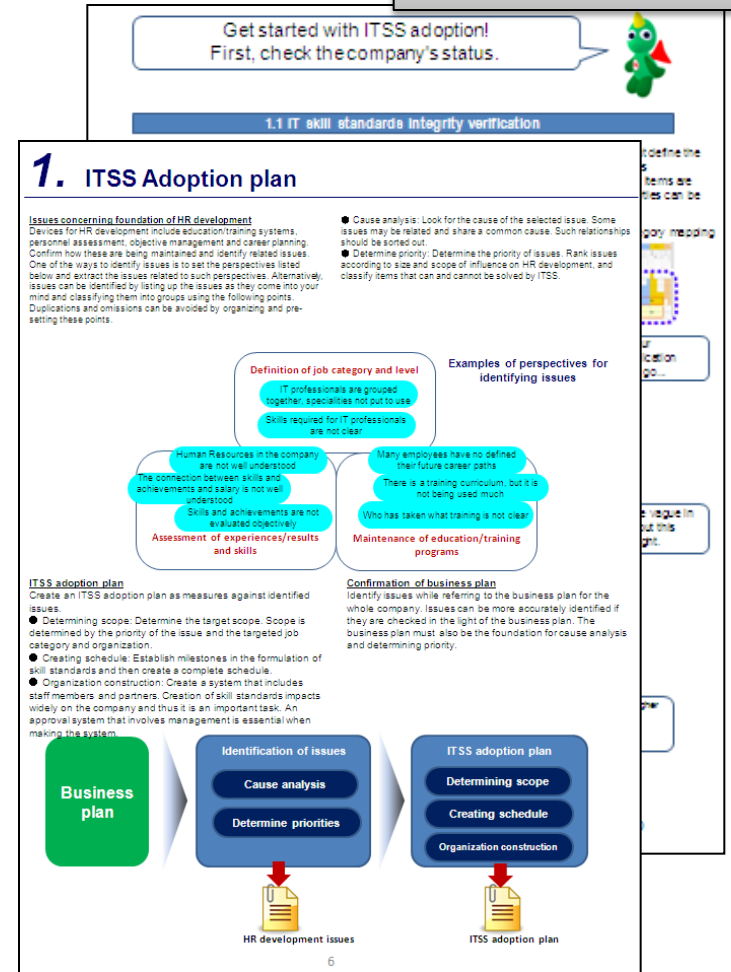 Get started with ITSS adoption!
First, check the company's status.
1.1 IT skill standards integrity verification
t define the
s
items are
ties can be
gory mapping
ur
ication
go...
e vague in
out this
ght.
gher
1. ITSS Adoption plan
Issues concerning foundation of HR development
Devices for HR development include education/training systems,
personnel assessment, objective management and career planning.
Confirm how these are being maintained and identify related issues.
One of the ways to identify issues is to set the perspectives listed
below and extract the issues related to such perspectives. Alternatively,
issues can be identified by listing up the issues as they come into your
mind and classifying them into groups using the following points.
Duplications and omissions can be avoided by organizing and pre-
setting these points.
● Cause analysis: Look for the cause of the selected issue. Some
issues may be related and share a common cause. Such relationships
should be sorted out.
● Determine priority: Determine the priority of issues. Rank issues
according to size and scope of influence on HR development, and
classify items that can and cannot be solved by ITSS.
Definition of job category and level
IT professionals are grouped
together, specialities not put to use
Skills required for IT professionals
are not clear
Examples of perspectives for
identifying issues
Human Resources in the company
are not well understood
The connection between skills and
achievements and salary is not well
understood
Skills and achievements are not
evaluated objectively
Assessment of experiences/results
and skills
Many employees have no defined
their future career paths
There is a training curriculum, but it is
not being used much
Who has taken what training is not clear
Maintenance of education/training
programs
ITSS adoption plan
Create an ITSS adoption plan as measures against identified
issues.
● Determining scope: Determine the target scope. Scope is
determined by the priority of the issue and the targeted job
category and organization.
● Creating schedule: Establish milestones in the formulation of
skill standards and then create a complete schedule.
● Organization construction: Create a system that includes
staff members and partners. Creation of skill standards impacts
widely on the company and thus it is an important task. An
approval system that involves management is essential when
making the system.
Confirmation of business plan
Identify issues while referring to the business plan for the
whole company. Issues can be more accurately identified if
they are checked in the light of the business plan. The
business plan must also be the foundation for cause analysis
and determining priority.
Business
plan
Identification of issues
Cause analysis
Determine priorities
ITSS adoption plan
Determining scope
Creating schedule
Organization construction
HR development issues
ITSS adoption plan
6